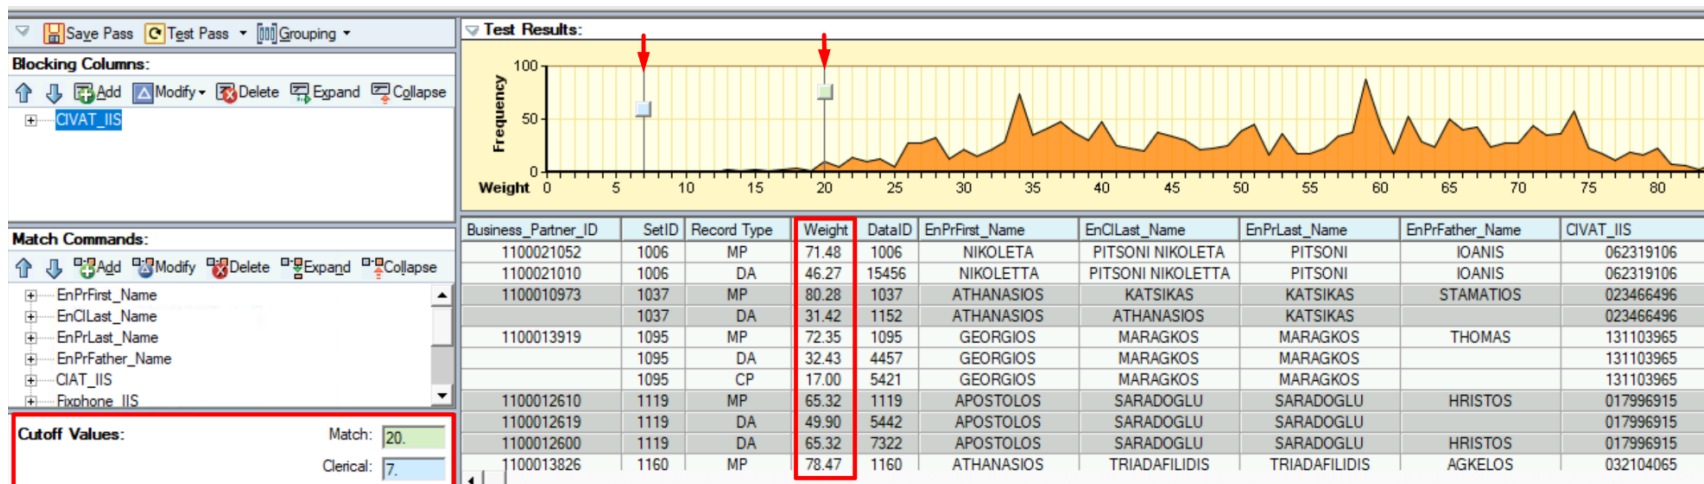 Save Pass Test Pass Grouping
Blocking Columns:
Add Modify Delete Expand Collapse
CIVAT_IIS
Match Commands:
Add Modify Delete Expand Collapse
EnPrFirst_Name
EnClLast_Name
EnPrLast_Name
EnPrFather_Name
CIAT_IIS
Fixphone_IIS
Cutoff Values: Match: 20.
Clerical: 7.
Test Results:
Frequency
100
50
0
Weight 0 5 10 15 20 25 30 35 40 45 50 55 60 65 70 75 80
Business_Partner_ID SetID Record Type Weight DataID EnPrFirst_Name EnClLast_Name EnPrLast_Name EnPrFather_Name CIVAT_IIS
1100021052 1006 MP 71.48 1006 NIKOLETA PITSONI NIKOLETA PITSONI IOANIS 062319106
1100021010 1006 DA 46.27 15456 NIKOLETTA PITSONI NIKOLETTA PITSONI IOANIS 062319106
1100010973 1037 MP 80.28 1037 ATHANASIOS KATSIKAS KATSIKAS STAMATIOS 023466496
1037 DA 31.42 1152 ATHANASIOS ATHANASIOS KATSIKAS 023466496
1100013919 1095 MP 72.35 1095 GEORGIOS MARAGKOS MARAGKOS THOMAS 131103965
1095 DA 32.43 4457 GEORGIOS MARAGKOS MARAGKOS 131103965
1095 CP 17.00 5421 GEORGIOS MARAGKOS MARAGKOS 131103965
1100012610 1119 MP 65.32 1119 APOSTOLOS SARADOGLU SARADOGLU HRISTOS 017996915
1100012619 1119 DA 49.90 5442 APOSTOLOS SARADOGLU SARADOGLU 017996915
1100012600 1119 DA 65.32 7322 APOSTOLOS SARADOGLU SARADOGLU HRISTOS 017996915
1100013826 1160 MP 78.47 1160 ATHANASIOS TRIADAFILIDIS TRIADAFILIDIS AGKELOS 032104065